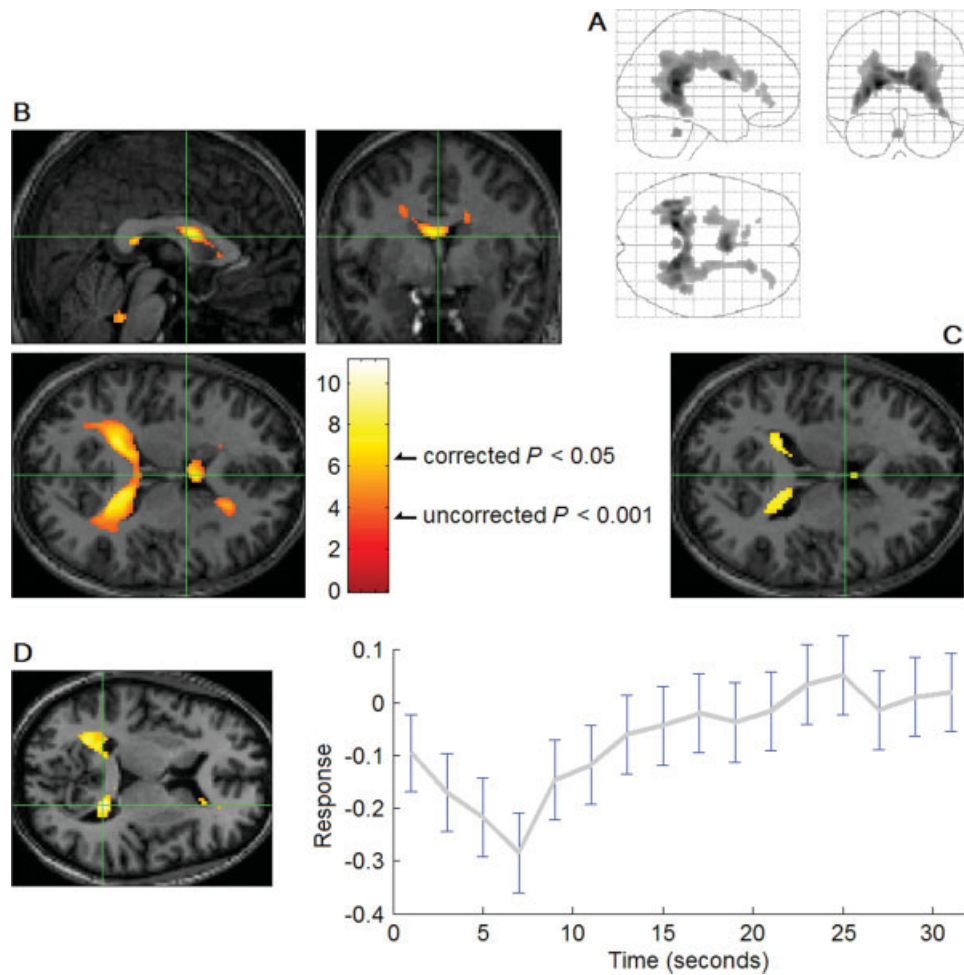 A
B
C
10
8
6
4
2
0
corrected P < 0.05
uncorrected P < 0.001
D
0.1
0
-0.1
-0.2
-0.3
-0.4
Response
0 5 10 15 20 25 30
Time (seconds)